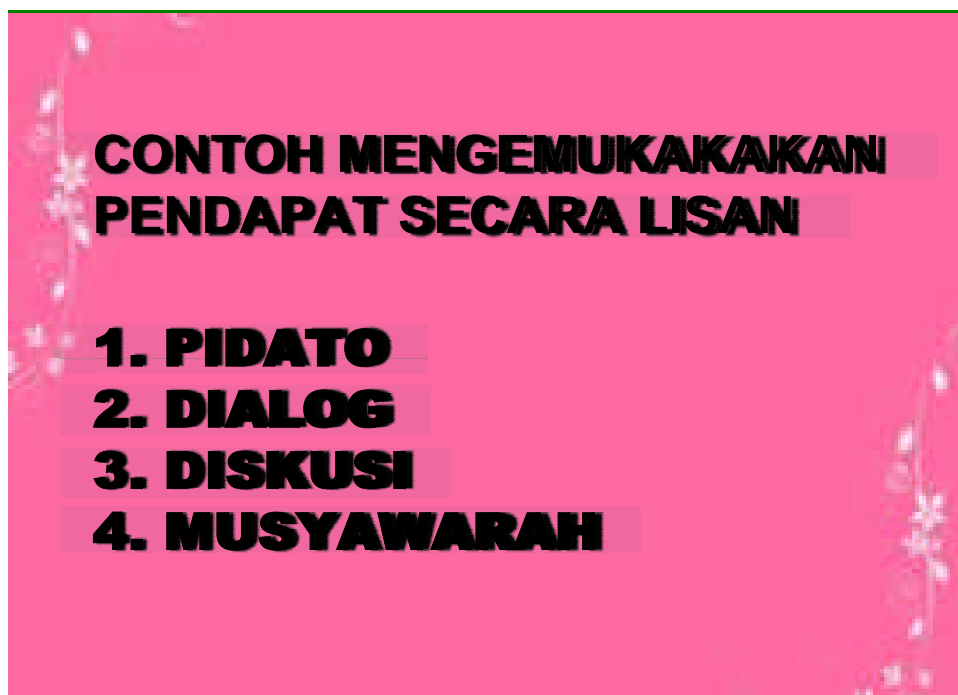 CONTOH MENGEMUKAKAKAN
PENDAPAT SECARA LISAN
1. PIDATO
2. DIALOG
3. DISKUSI
4. MUSYAWARAH